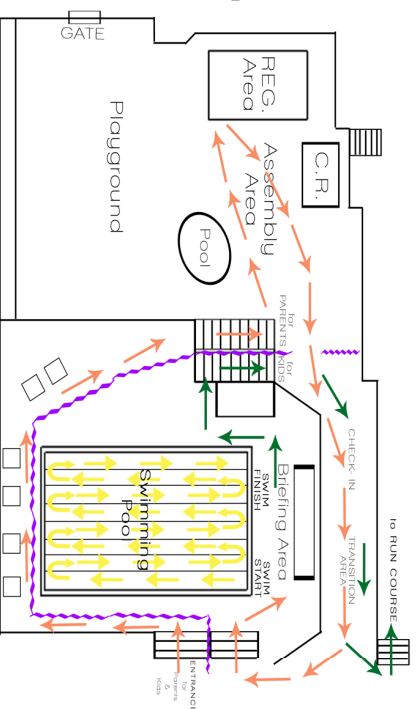 GATE
REG.
Area
C.R.
Playground
Assembly
Area
Pool
for
PARENTS
for
KIDS
CHECK- IN
TRANSITION
AREA
to RUN COURSE
Briefing Area
SWIM
FINISH
SWIM
START
Swimming
Pool
ENTRANCE
for
Parents
&
Kids